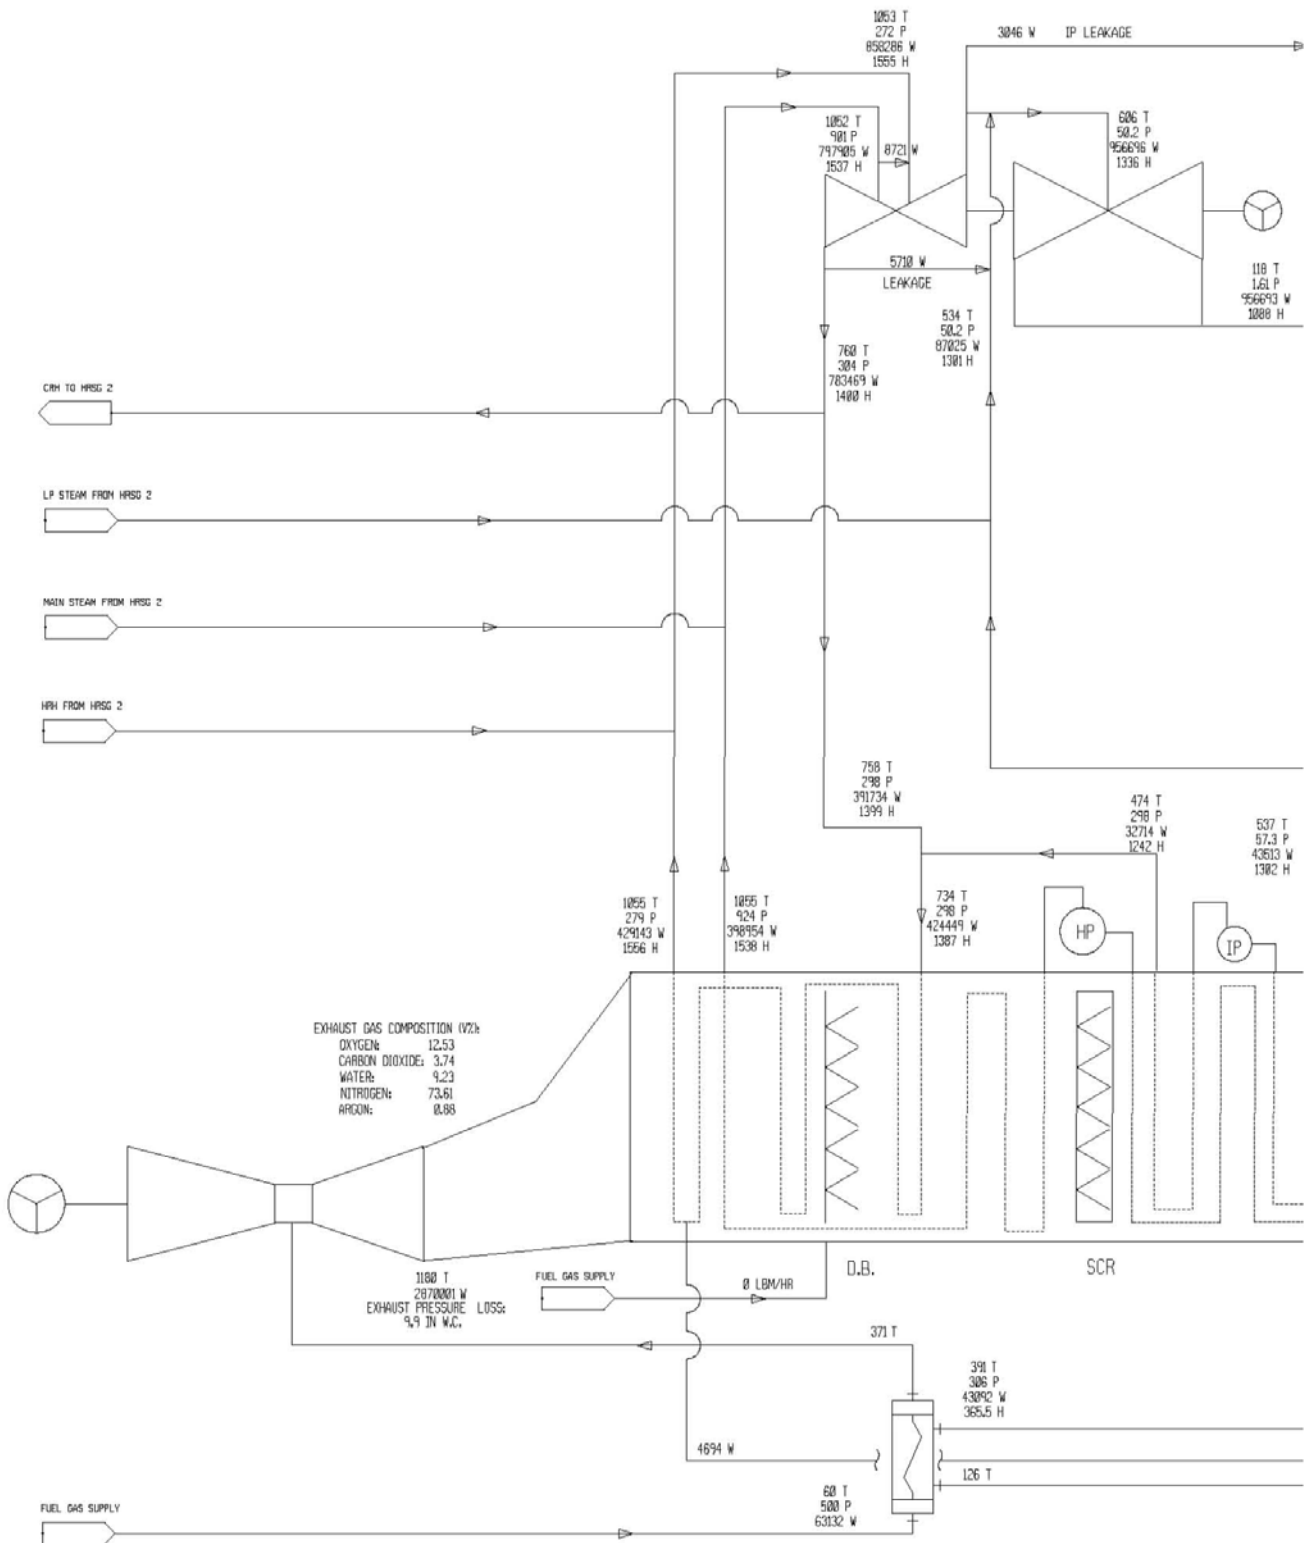 1053 T
272 P
858286 W
1555 H
3046 W IP LEAKAGE
1052 T
901 P
797905 W
1537 H
8721 W
606 T
50.2 P
956696 W
1336 H
5710 W
LEAKAGE
118 T
1.61 P
956693 W
1088 H
534 T
50.2 P
87025 W
1301 H
760 T
304 P
783469 W
1400 H
CRH TO HRSG 2
LP STEAM FROM HRSG 2
MAIN STEAM FROM HRSG 2
HRH FROM HRSG 2
758 T
298 P
391734 W
1399 H
474 T
298 P
32714 W
1242 H
537 T
57.3 P
43513 W
1302 H
1055 T
279 P
429143 W
1556 H
1055 T
924 P
398954 W
1538 H
734 T
298 P
424449 W
1387 H
HP
IP
EXHAUST GAS COMPOSITION (V%):
OXYGEN: 12.53
CARBON DIOXIDE: 3.74
WATER: 9.23
NITROGEN: 73.61
ARGON: 0.88
1180 T
2870001 W
EXHAUST PRESSURE LOSS:
9.9 IN W.C.
FUEL GAS SUPPLY
0 LBM/HR
D.B.
SCR
371 T
391 T
306 P
43092 W
365.5 H
4694 W
126 T
60 T
500 P
63132 W
FUEL GAS SUPPLY